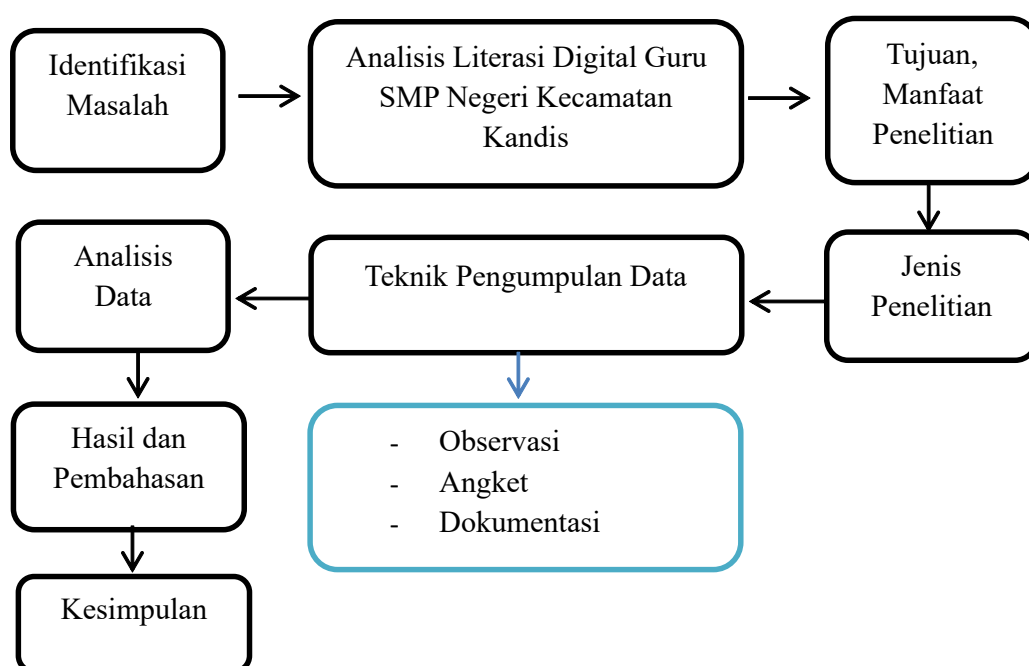 Identifikasi
Masalah
Analisis Literasi Digital Guru
SMP Negeri Kecamatan
Kandis
Tujuan,
Manfaat
Penelitian
Jenis
Penelitian
Teknik Pengumpulan Data
Analisis
Data
- Observasi
- Angket
- Dokumentasi
Hasil dan
Pembahasan
Kesimpulan